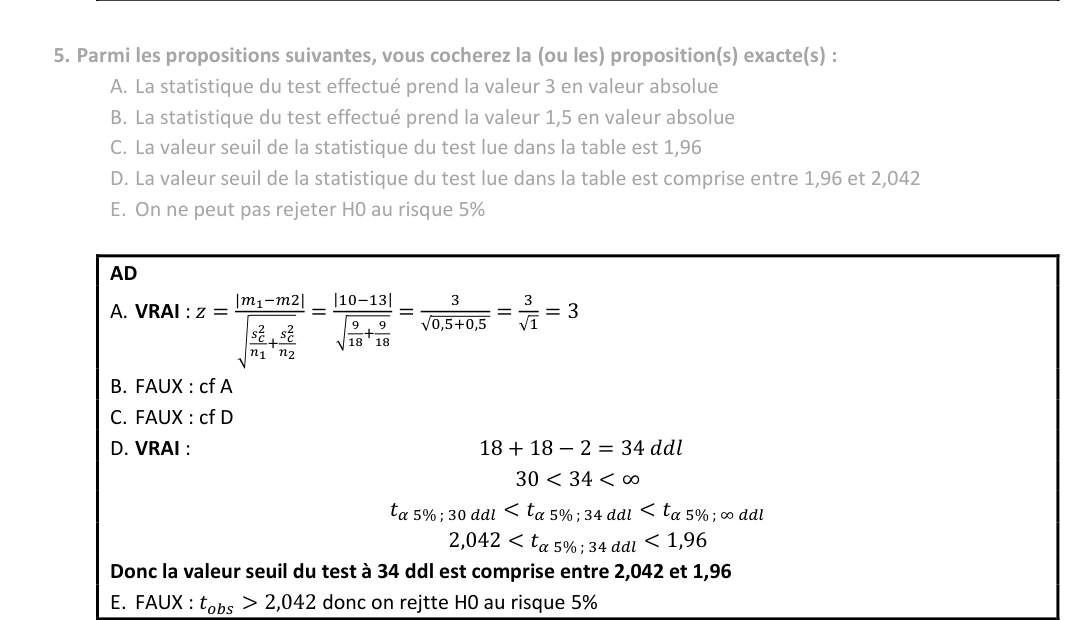 5. Parmi les propositions suivantes, vous cocherez la (ou les) proposition(s) exacte(s) :
A. La statistique du test effectué prend la valeur 3 en valeur absolue
B. La statistique du test effectué prend la valeur 1,5 en valeur absolue
C. La valeur seuil de la statistique du test lue dans la table est 1,96
D. La valeur seuil de la statistique du test lue dans la table est comprise entre 1,96 et 2,042
E. On ne peut pas rejeter H0 au risque 5%
AD
A. VRAI : z = |m₁−m2| / √(s_c²/n₁ + s_c²/n₂) = |10−13| / √(9/18 + 9/18) = 3/√(0,5+0,5) = 3/√1 = 3
B. FAUX : cf A
C. FAUX : cf D
D. VRAI : 18 + 18 − 2 = 34 ddl
30 < 34 < ∞
t_α 5% ; 30 ddl < t_α 5% ; 34 ddl < t_α 5% ; ∞ ddl
2,042 < t_α 5% ; 34 ddl < 1,96
Donc la valeur seuil du test à 34 ddl est comprise entre 2,042 et 1,96
E. FAUX : t_obs > 2,042 donc on rejtte H0 au risque 5%